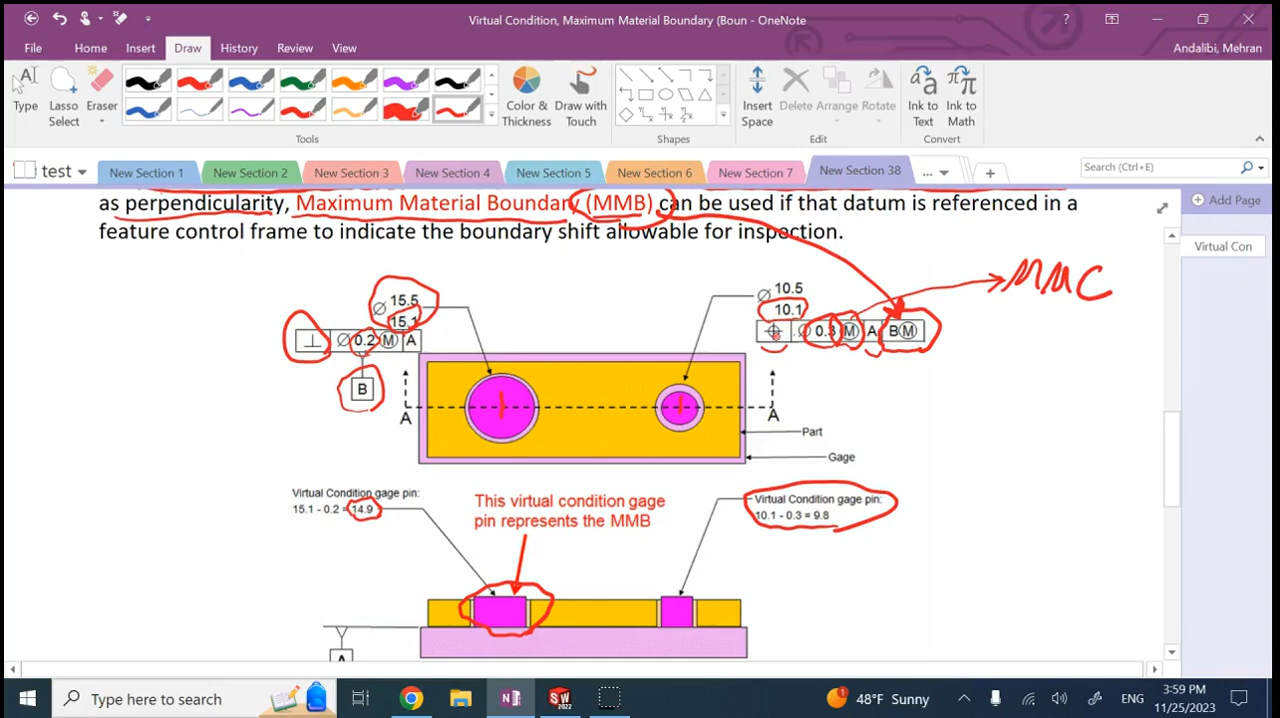 Virtual Condition, Maximum Material Boundary (Boun - OneNote
?
Andalibi, Mehran
File Home Insert Draw History Review View
Type Lasso Select Eraser Color & Thickness Draw with Touch Insert Space Delete Arrange Rotate Ink to Text Ink to Math
Tools Shapes Edit Convert
test New Section 1 New Section 2 New Section 3 New Section 4 New Section 5 New Section 6 New Section 7 New Section 38 ... Search (Ctrl+E)
Add Page
Virtual Con
as perpendicularity, Maximum Material Boundary (MMB) can be used if that datum is referenced in a
feature control frame to indicate the boundary shift allowable for inspection.
MMC
Ø 15.5
15.1
⊥ Ø 0.2 Ⓜ A
B
Ø 10.5
10.1
⌖ Ø 0.3 Ⓜ A B Ⓜ
A A
Part
Gage
Virtual Condition gage pin:
15.1 - 0.2 = 14.9
This virtual condition gage
pin represents the MMB
Virtual Condition gage pin:
10.1 - 0.3 = 9.8
A
Type here to search
48°F Sunny
ENG
3:59 PM
11/25/2023